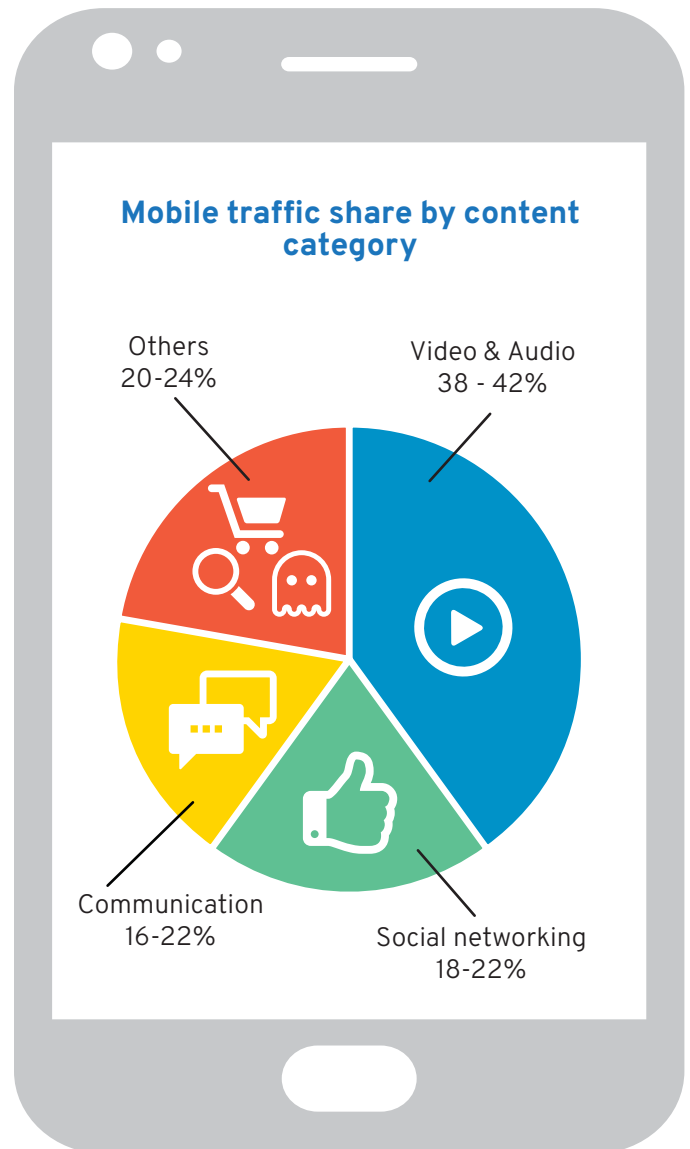 Mobile traffic share by content
category
Others
20-24%
Video & Audio
38 - 42%
Communication
16-22%
Social networking
18-22%